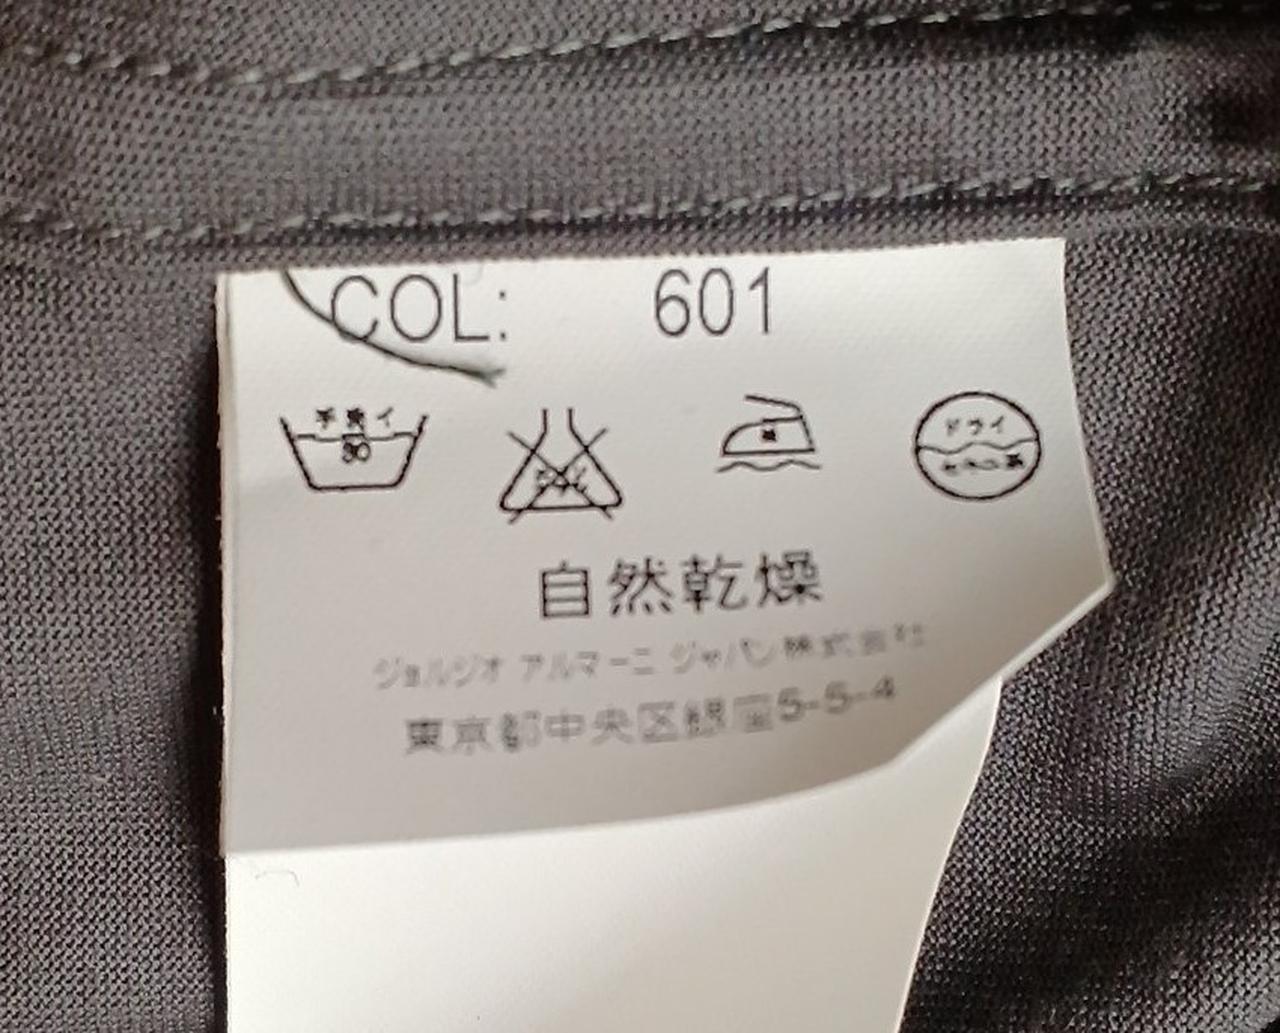 COL: 601
手洗イ 30
ドライ
自然乾燥
ジョルジオ アルマーニ ジャパン株式会社
東京都中央区銀座5-5-4